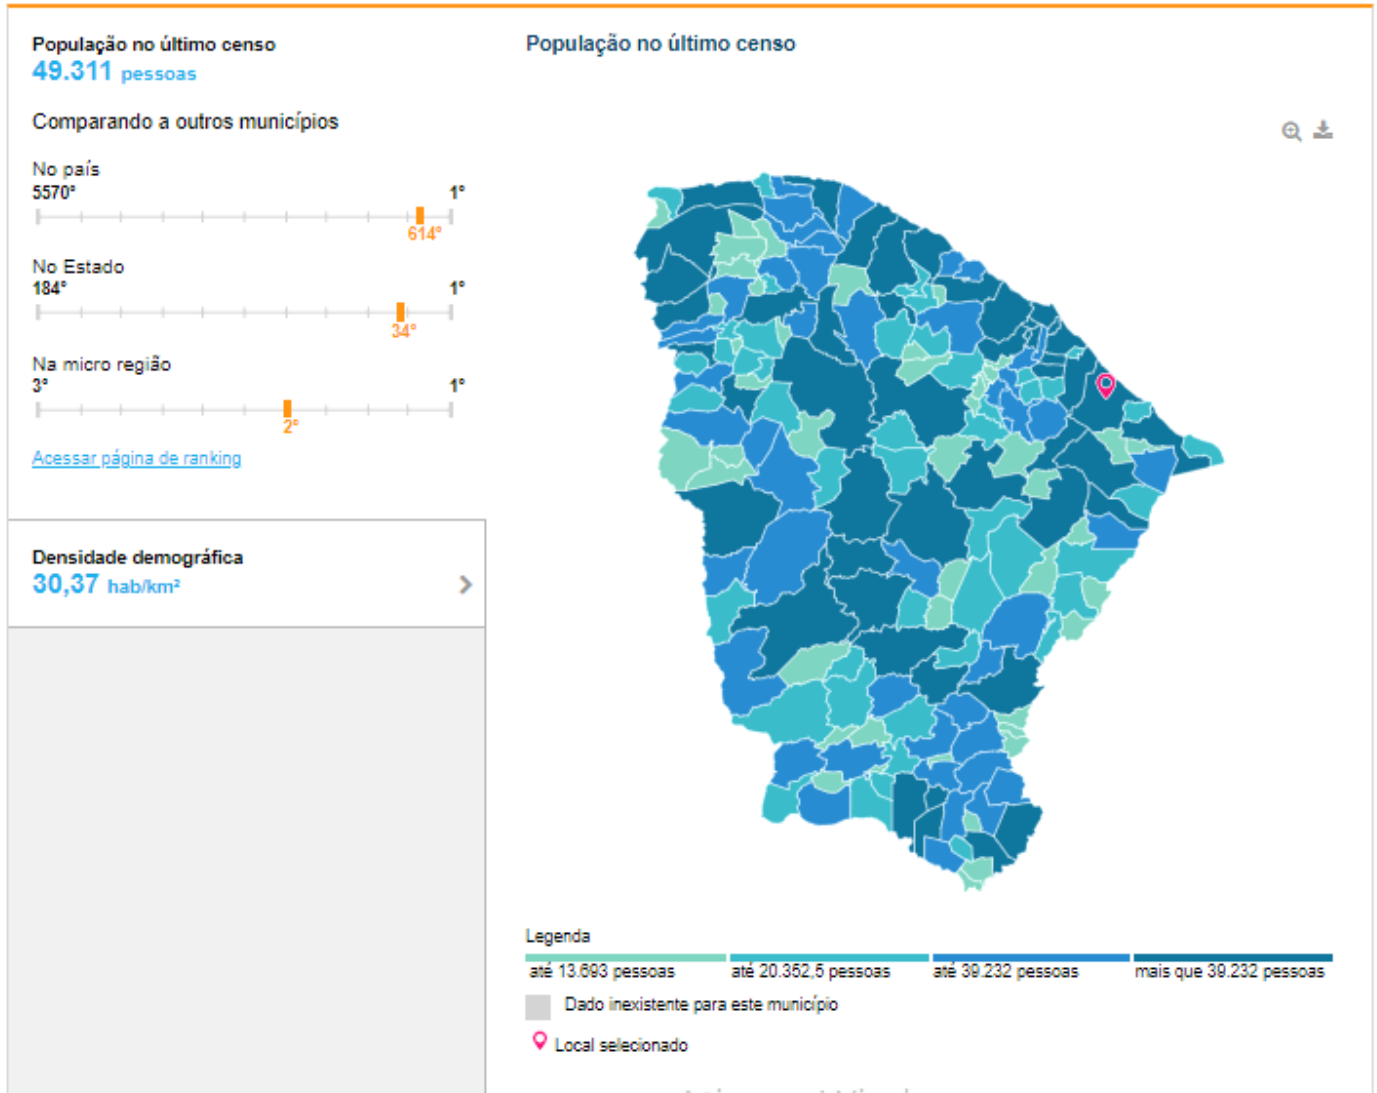 População no último censo
49.311 pessoas
Comparando a outros municípios
No país
5570° 1°
614°
No Estado
184° 1°
34°
Na micro região
3° 1°
2°
Acessar página de ranking
Densidade demográfica
30,37 hab/km²
População no último censo
Legenda
até 13.693 pessoas
até 20.352,5 pessoas
até 39.232 pessoas
mais que 39.232 pessoas
Dado inexistente para este município
Local selecionado